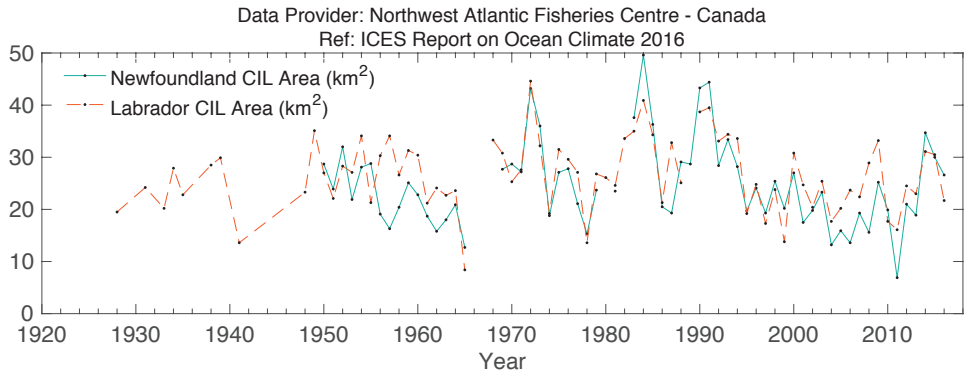 Data Provider: Northwest Atlantic Fisheries Centre - Canada
Ref: ICES Report on Ocean Climate 2016
50
Newfoundland CIL Area (km²)
Labrador CIL Area (km²)
40
30
20
10
0
1920 1930 1940 1950 1960 1970 1980 1990 2000 2010
Year